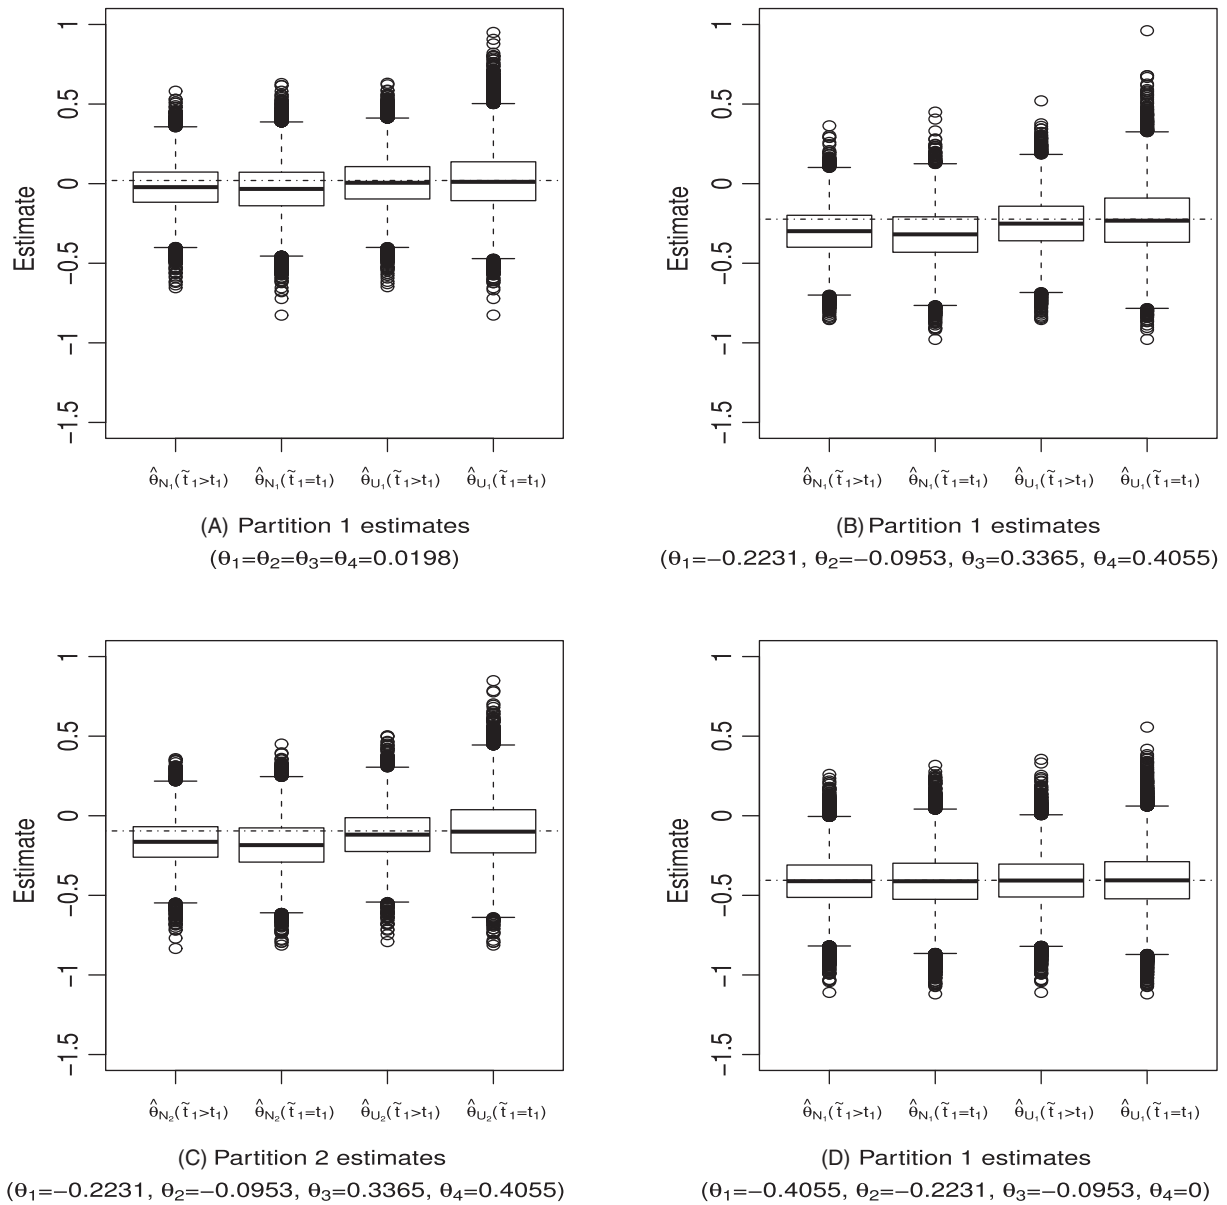 1
0.5
0
−0.5
−1
−1.5
Estimate
θ̂N₁(t̃₁>t₁) θ̂N₁(t̃₁=t₁) θ̂U₁(t̃₁>t₁) θ̂U₁(t̃₁=t₁)
(A) Partition 1 estimates
(θ₁=θ₂=θ₃=θ₄=0.0198)
1
0.5
0
−0.5
−1
−1.5
Estimate
θ̂N₁(t̃₁>t₁) θ̂N₁(t̃₁=t₁) θ̂U₁(t̃₁>t₁) θ̂U₁(t̃₁=t₁)
(B) Partition 1 estimates
(θ₁=−0.2231, θ₂=−0.0953, θ₃=0.3365, θ₄=0.4055)
1
0.5
0
−0.5
−1
−1.5
Estimate
θ̂N₂(t̃₁>t₁) θ̂N₂(t̃₁=t₁) θ̂U₂(t̃₁>t₁) θ̂U₂(t̃₁=t₁)
(C) Partition 2 estimates
(θ₁=−0.2231, θ₂=−0.0953, θ₃=0.3365, θ₄=0.4055)
1
0.5
0
−0.5
−1
−1.5
Estimate
θ̂N₁(t̃₁>t₁) θ̂N₁(t̃₁=t₁) θ̂U₁(t̃₁>t₁) θ̂U₁(t̃₁=t₁)
(D) Partition 1 estimates
(θ₁=−0.4055, θ₂=−0.2231, θ₃=−0.0953, θ₄=0)